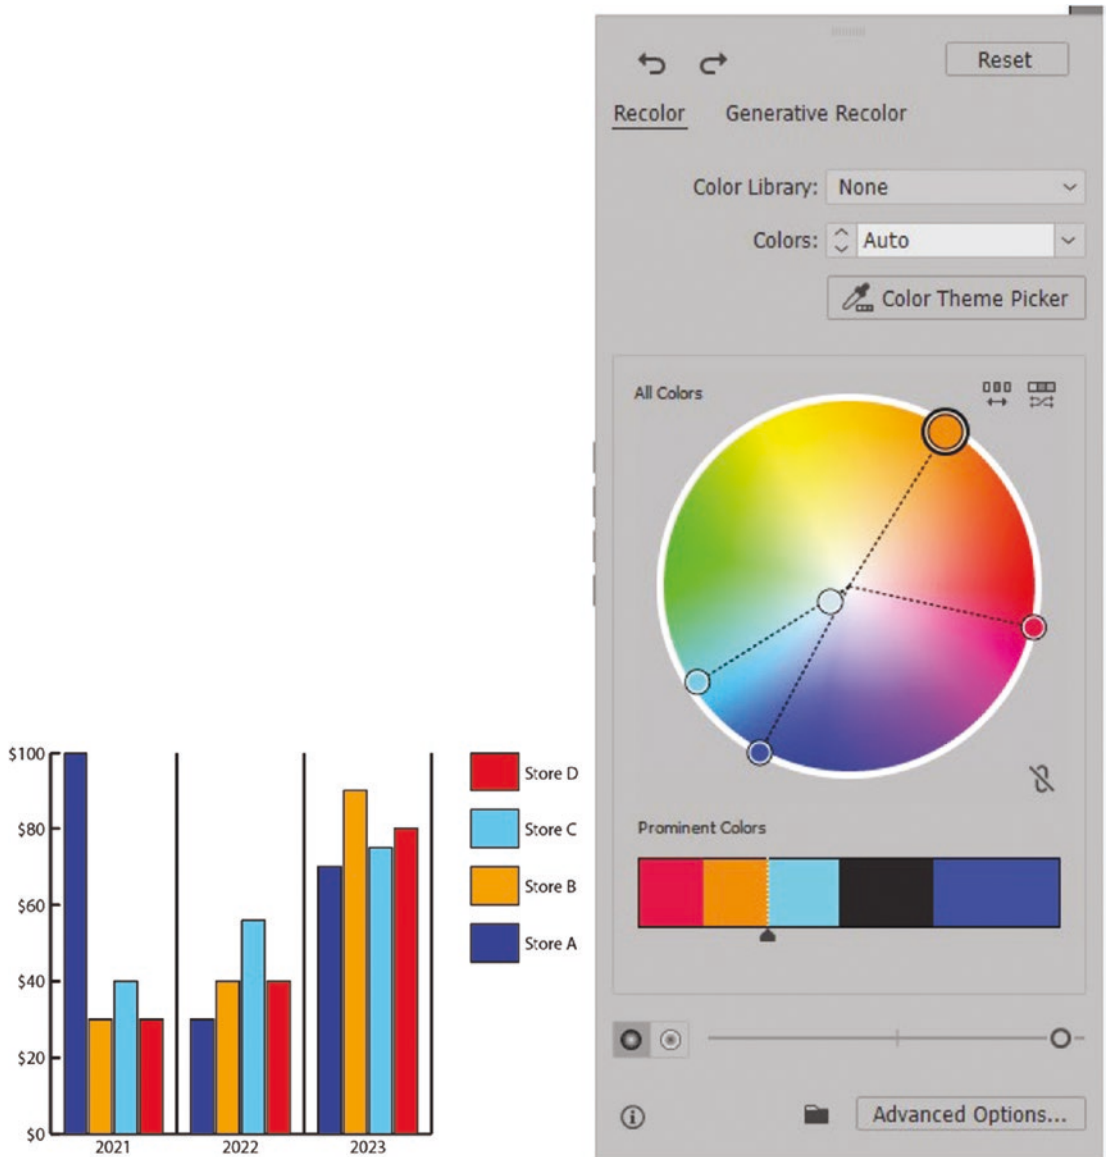 Reset
Recolor
Generative Recolor
Color Library: None
Colors: Auto
Color Theme Picker
All Colors
Prominent Colors
Advanced Options...
$100
$80
$60
$40
$20
$0
2021
2022
2023
Store D
Store C
Store B
Store A